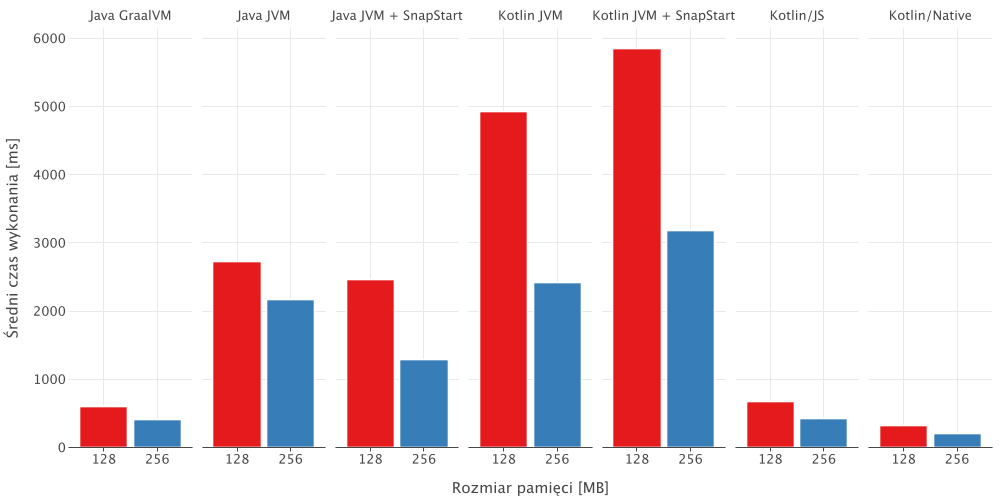 Java GraalVM Java JVM Java JVM + SnapStart Kotlin JVM Kotlin JVM + SnapStart Kotlin/JS Kotlin/Native
6000
5000
4000
3000
2000
1000
0
Średni czas wykonania [ms]
128 256 128 256 128 256 128 256 128 256 128 256 128 256
Rozmiar pamięci [MB]